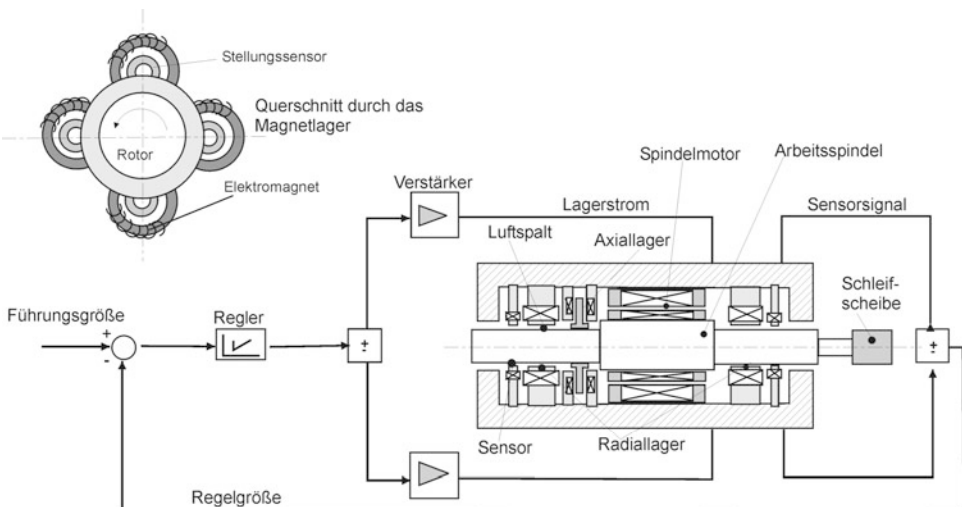 Stellungssensor
Querschnitt durch das
Magnetlager
Rotor
Elektromagnet
Spindelmotor
Arbeitsspindel
Verstärker
Lagerstrom
Sensorsignal
Luftspalt
Axiallager
Schleif-
scheibe
Führungsgröße
+
-
Regler
±
±
Sensor
Radiallager
Regelgröße